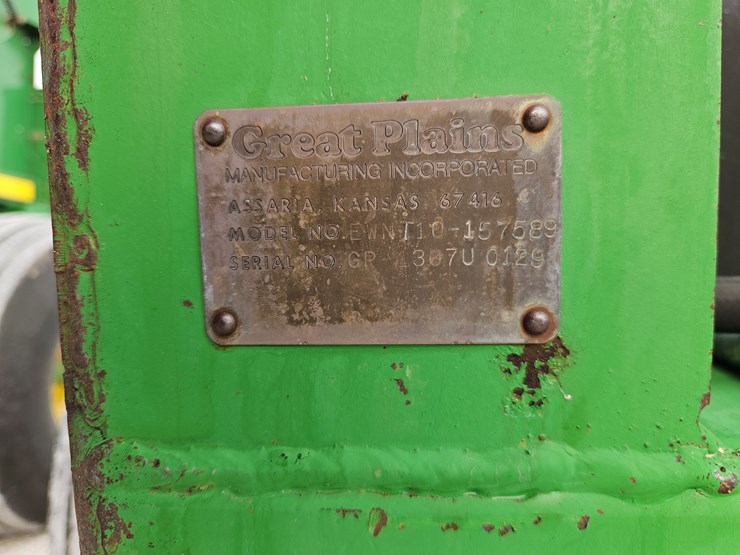 Great Plains
MANUFACTURING INCORPORATED
ASSARIA, KANSAS 67416
MODEL NO. EWNT10-157589
SERIAL NO. GP 1307U 0129